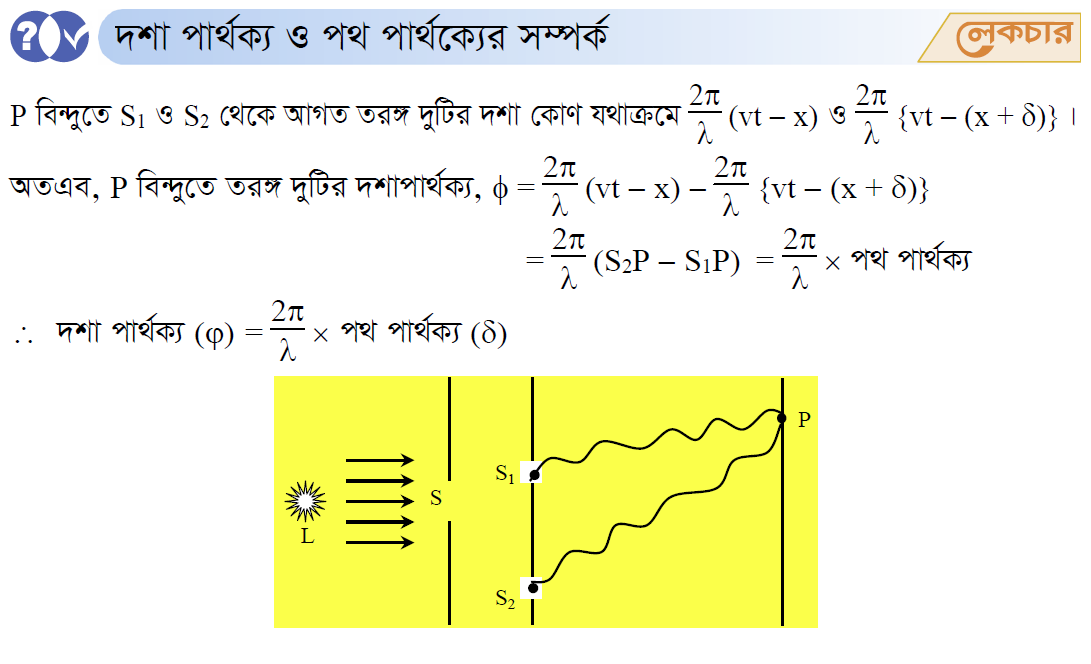 দশা পার্থক্য ও পথ পার্থক্যের সম্পর্ক
লেকচার
P বিন্দুতে S₁ ও S₂ থেকে আগত তরঙ্গ দুটির দশা কোণ যথাক্রমে 2π/λ (vt – x) ও 2π/λ {vt – (x + δ)} ।
অতএব, P বিন্দুতে তরঙ্গ দুটির দশাপার্থক্য, ϕ = 2π/λ (vt – x) – 2π/λ {vt – (x + δ)}
= 2π/λ (S₂P – S₁P) = 2π/λ × পথ পার্থক্য
∴ দশা পার্থক্য (φ) = 2π/λ × পথ পার্থক্য (δ)
P
S₁
S
L
S₂